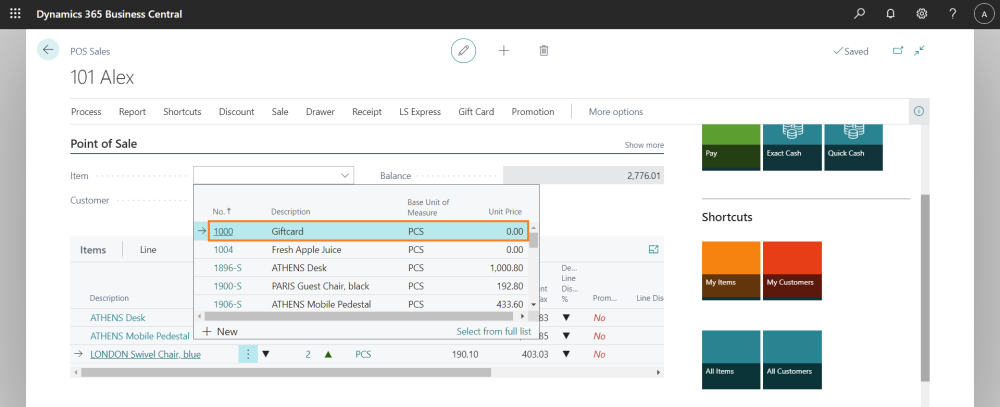 Dynamics 365 Business Central
? A
POS Sales
Saved
101 Alex
Process Report Shortcuts Discount Sale Drawer Receipt LS Express Gift Card Promotion More options
Point of Sale
Show more
Item
Balance
2,776.01
Customer
No. ↑ Description Base Unit of Measure Unit Price
→ 1000 Giftcard PCS 0.00
1004 Fresh Apple Juice PCS 0.00
1896-S ATHENS Desk PCS 1,000.80
1900-S PARIS Guest Chair, black PCS 192.80
1906-S ATHENS Mobile Pedestal PCS 433.60
+ New
Select from full list
Items Line
Description
nt
ax
De...
Line
Dis...
%
Prom...
Line Dis
ATHENS Desk 83 ▼ No
ATHENS Mobile Pedestal 85 ▼ No
→ LONDON Swivel Chair, blue ⋮ ▼ 2 ▲ PCS 190.10 403.03 ▼ No
Pay
Exact Cash
Quick Cash
Shortcuts
My Items
My Customers
All Items
All Customers